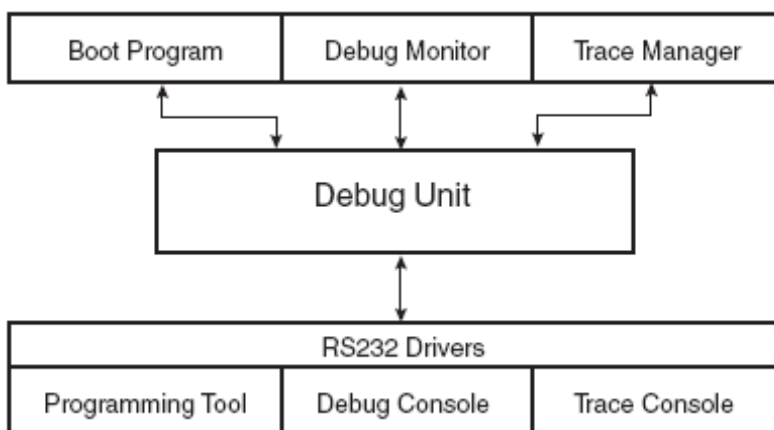 Boot Program
Debug Monitor
Trace Manager
Debug Unit
RS232 Drivers
Programming Tool
Debug Console
Trace Console